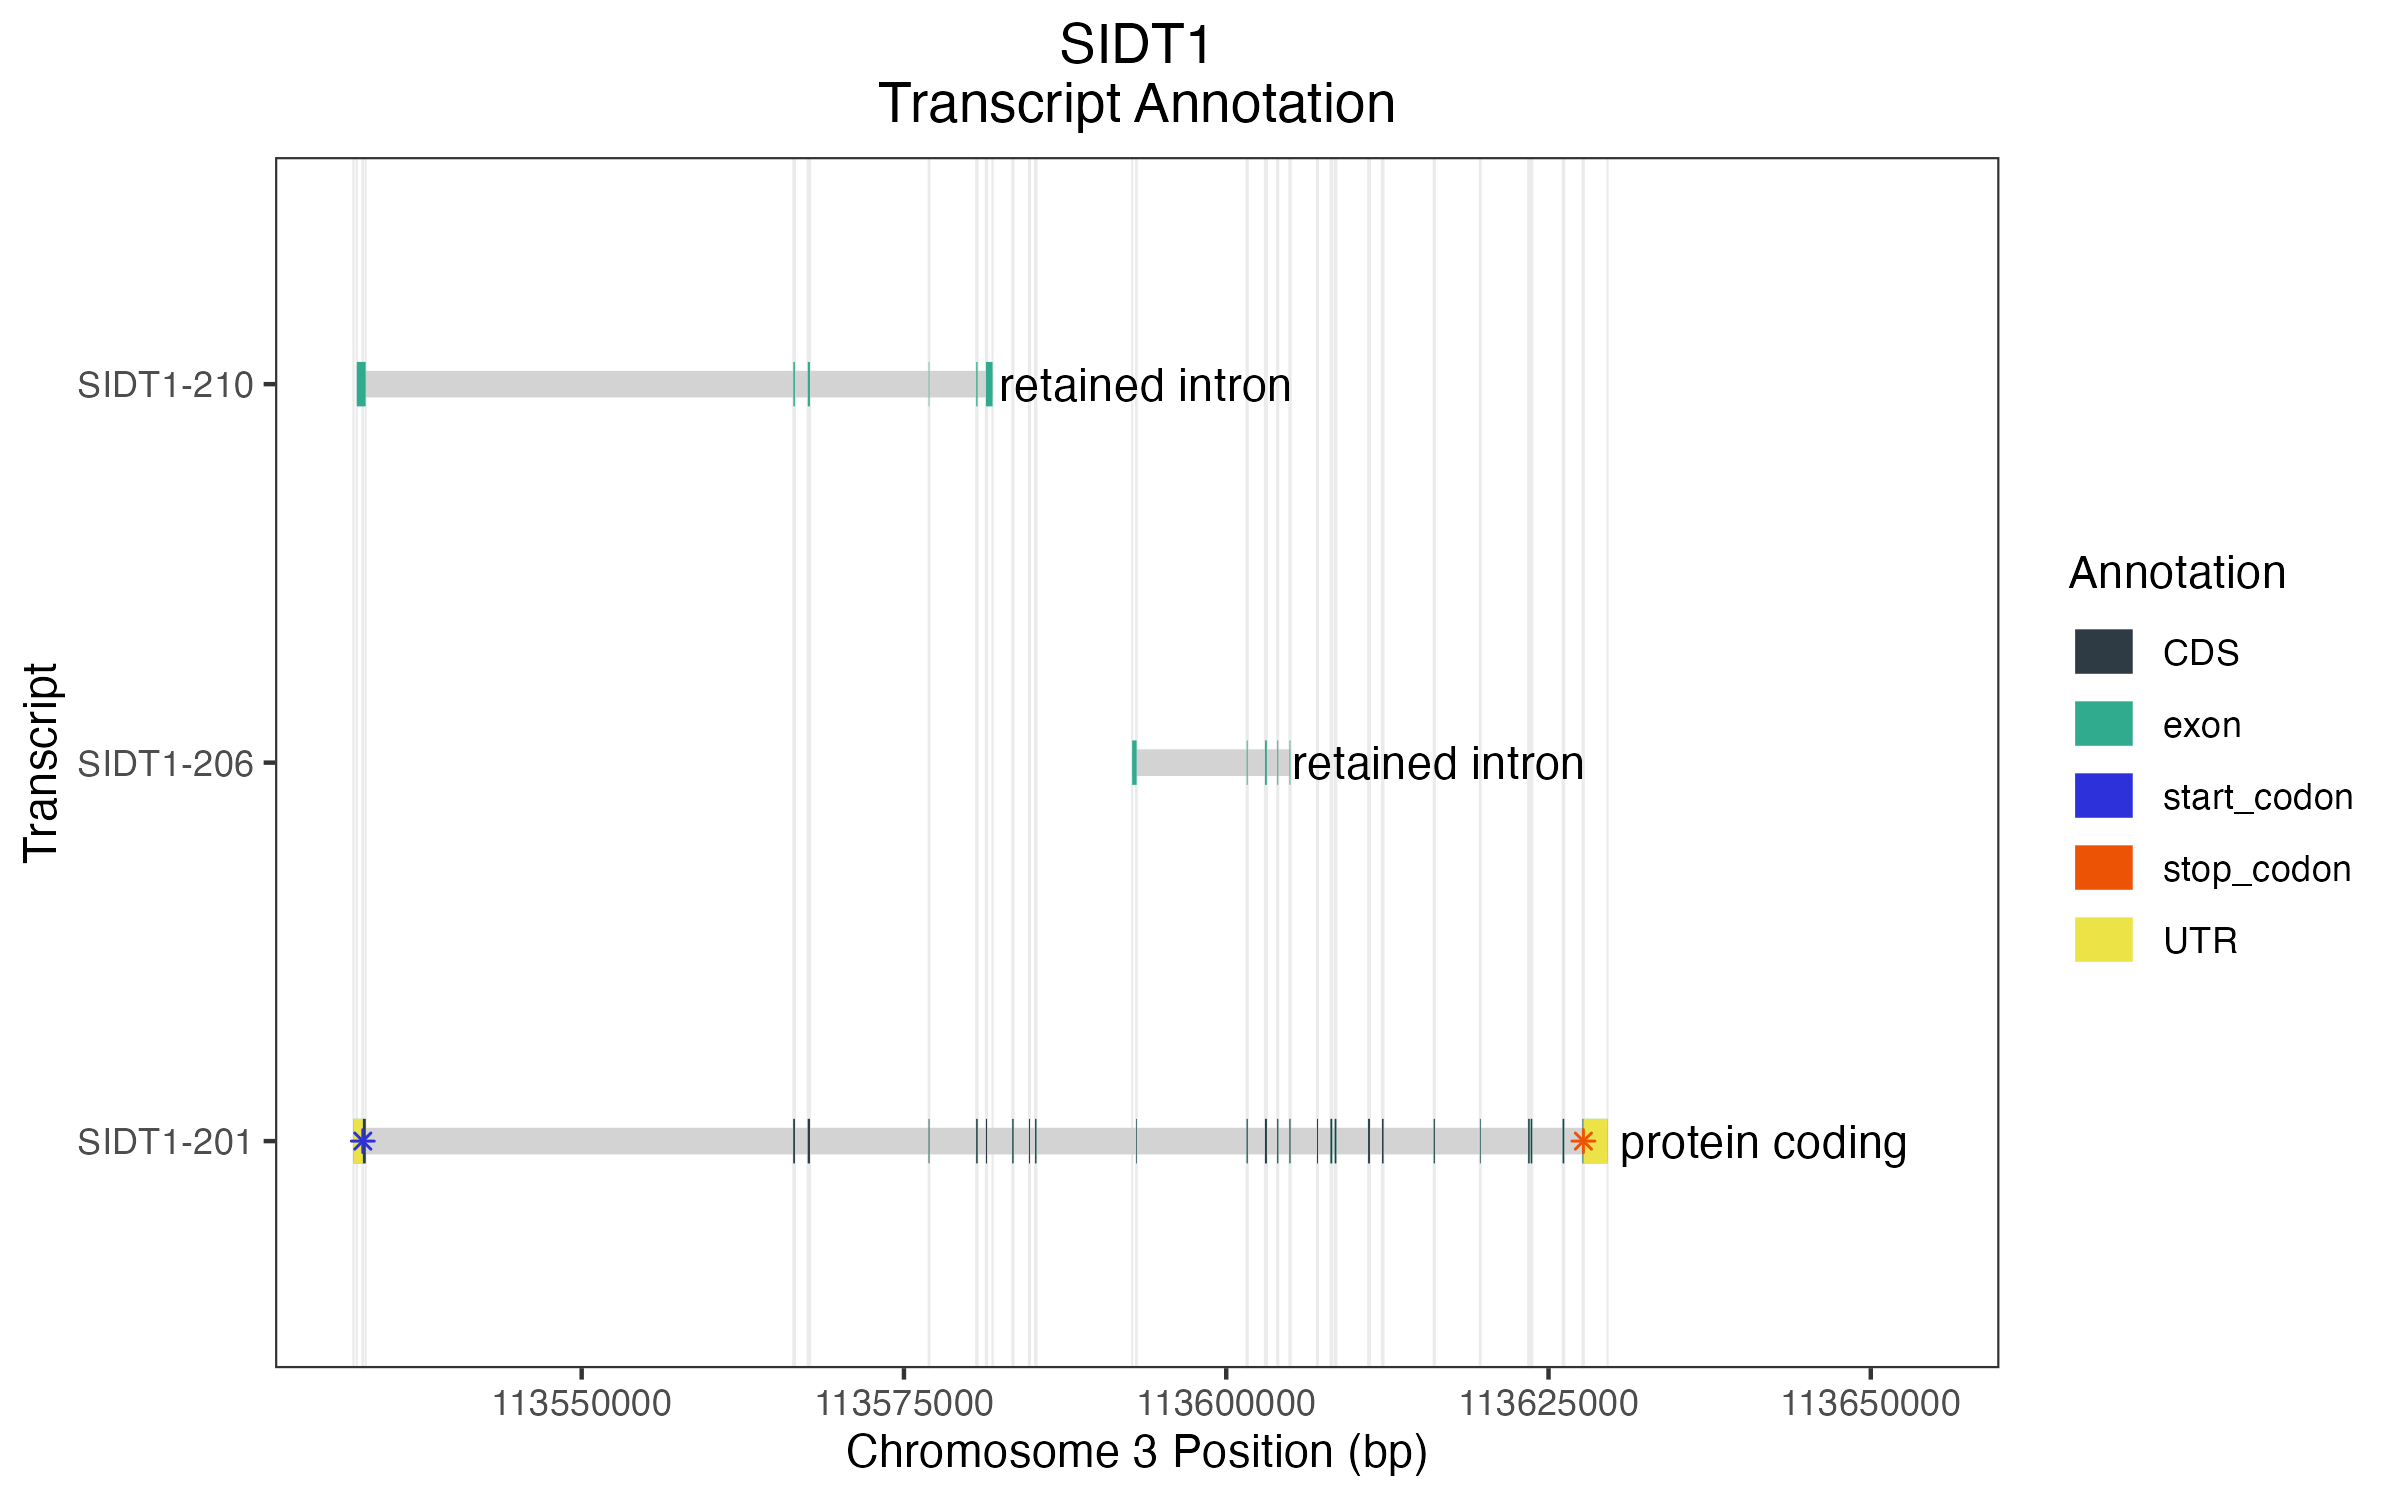 SIDT1
Transcript Annotation
Transcript
SIDT1-210
retained intron
SIDT1-206
retained intron
SIDT1-201
protein coding
113550000 113575000 113600000 113625000 113650000
Chromosome 3 Position (bp)
Annotation
CDS
exon
start_codon
stop_codon
UTR